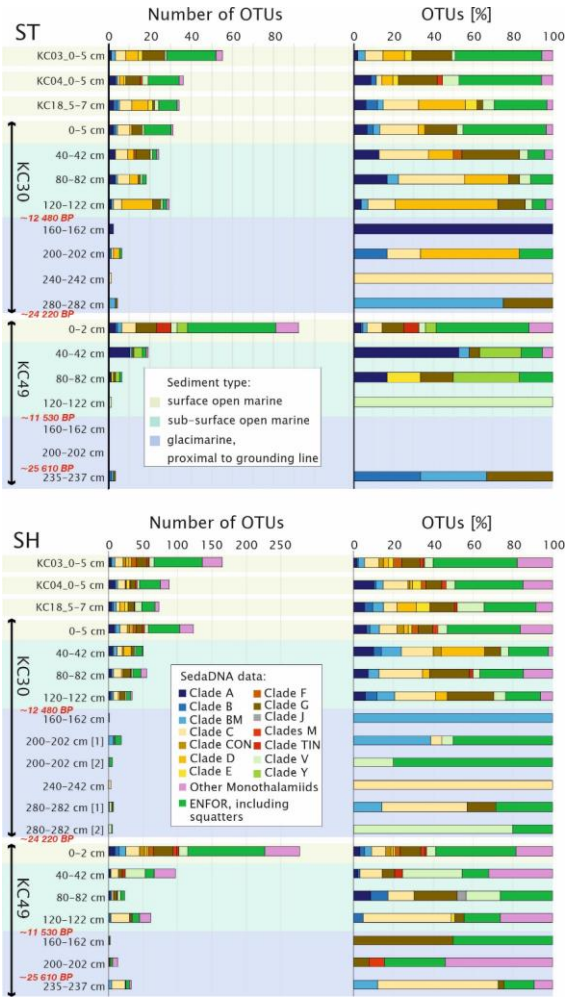 ST
Number of OTUs
OTUs [%]
0 20 40 60 80
0 20 40 60 80 100
KC03_0-5 cm
KC04_0-5 cm
KC18_5-7 cm
KC30
0-5 cm
40-42 cm
80-82 cm
120-122 cm
~12 480 BP
160-162 cm
200-202 cm
240-242 cm
280-282 cm
~24 220 BP
KC49
0-2 cm
40-42 cm
80-82 cm
120-122 cm
~11 530 BP
160-162 cm
200-202 cm
~25 610 BP
235-237 cm
Sediment type:
surface open marine
sub-surface open marine
glacimarine,
proximal to grounding line
SH
Number of OTUs
OTUs [%]
0 50 100 150 200 250
0 20 40 60 80 100
KC03_0-5 cm
KC04_0-5 cm
KC18_5-7 cm
KC30
0-5 cm
40-42 cm
80-82 cm
120-122 cm
~12 480 BP
160-162 cm
200-202 cm [1]
200-202 cm [2]
240-242 cm
280-282 cm [1]
280-282 cm [2]
~24 220 BP
KC49
0-2 cm
40-42 cm
80-82 cm
120-122 cm
~11 530 BP
160-162 cm
200-202 cm
~25 610 BP
235-237 cm
SedaDNA data:
Clade A
Clade F
Clade B
Clade G
Clade BM
Clade J
Clade C
Clades M
Clade CON
Clade TIN
Clade D
Clade V
Clade E
Clade Y
Other Monothalamiids
ENFOR, including
squatters